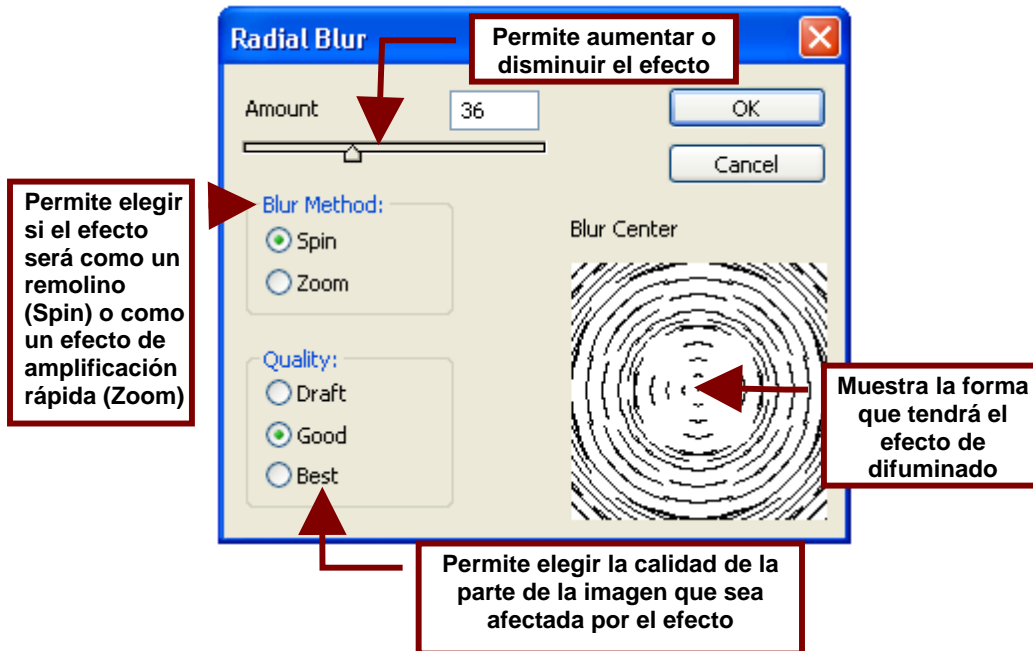 Radial Blur
Permite aumentar o
disminuir el efecto
Amount
36
OK
Cancel
Permite elegir
si el efecto
será como un
remolino
(Spin) o como
un efecto de
amplificación
rápida (Zoom)
Blur Method:
Spin
Zoom
Blur Center
Quality:
Draft
Good
Best
Muestra la forma
que tendrá el
efecto de
difuminado
Permite elegir la calidad de la
parte de la imagen que sea
afectada por el efecto